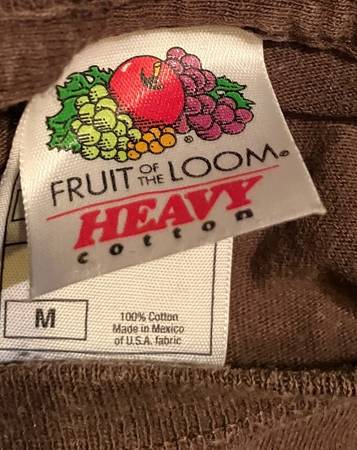 FRUIT OF THE LOOM®
HEAVY
cotton
M
100% Cotton
Made in Mexico
of U.S.A. fabric